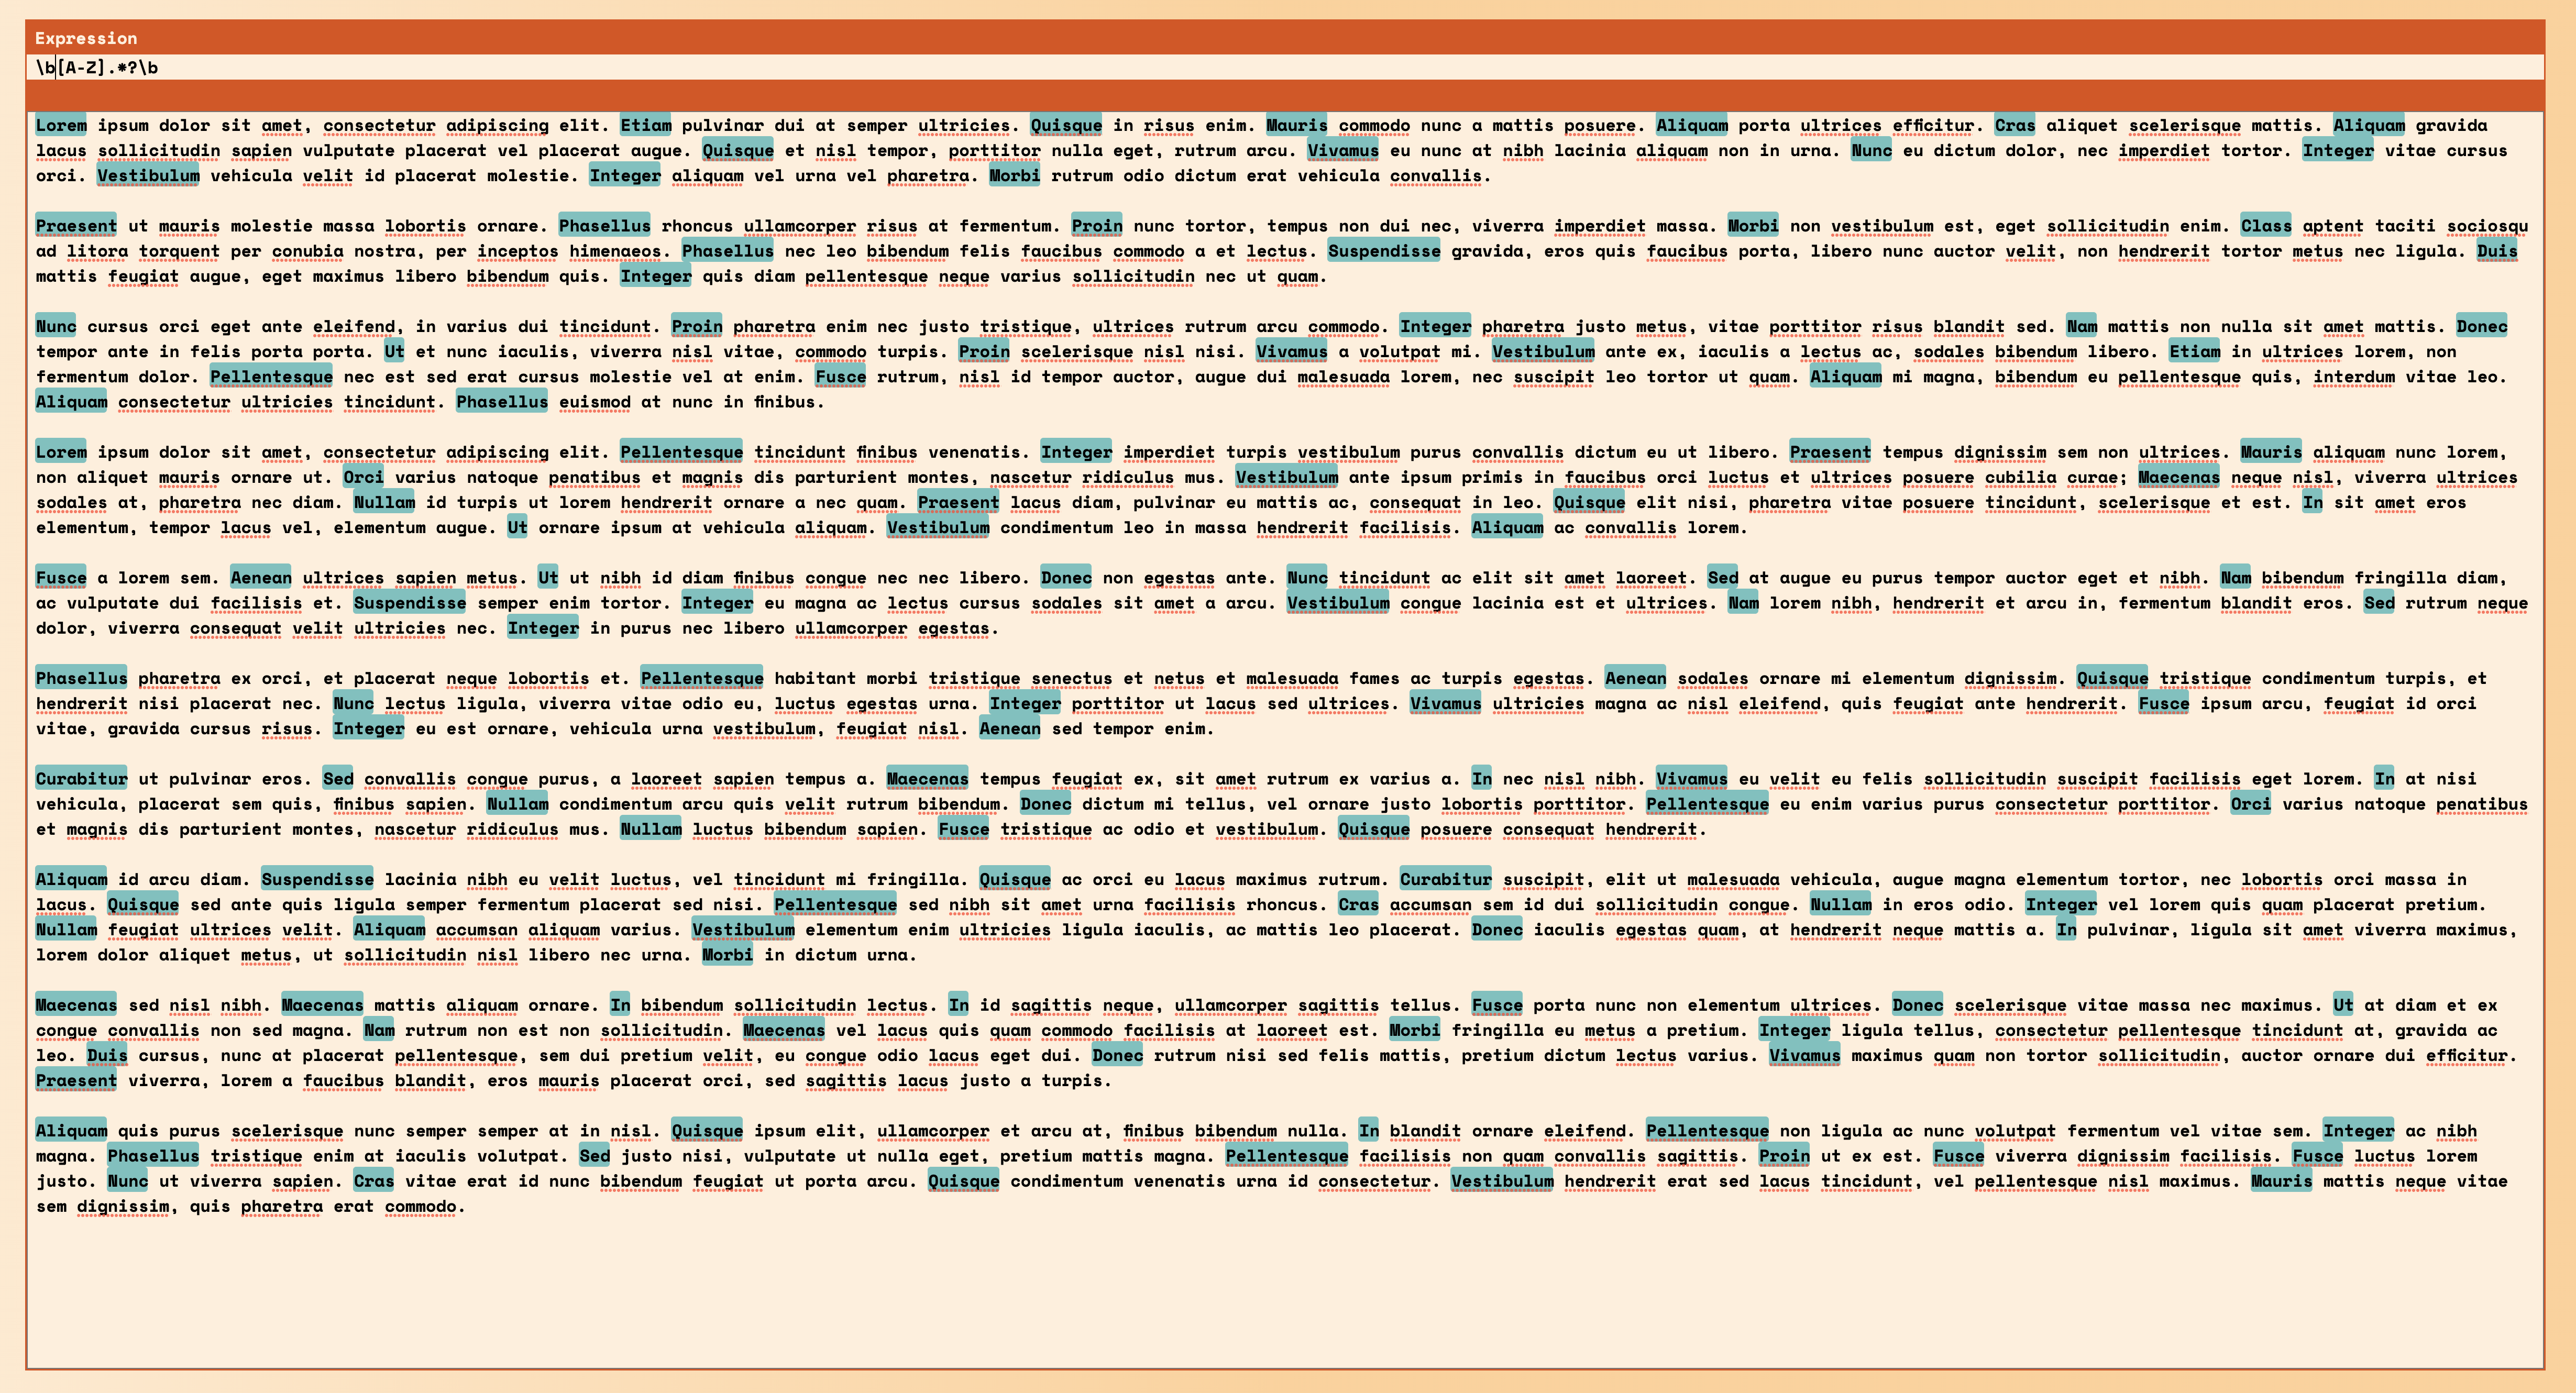 Expression
\b[A-Z].*?\b
Lorem ipsum dolor sit amet, consectetur adipiscing elit. Etiam pulvinar dui at semper ultricies. Quisque in risus enim. Mauris commodo nunc a mattis posuere. Aliquam porta ultrices efficitur. Cras aliquet scelerisque mattis. Aliquam gravida
lacus sollicitudin sapien vulputate placerat vel placerat augue. Quisque et nisl tempor, porttitor nulla eget, rutrum arcu. Vivamus eu nunc at nibh lacinia aliquam non in urna. Nunc eu dictum dolor, nec imperdiet tortor. Integer vitae cursus
orci. Vestibulum vehicula velit id placerat molestie. Integer aliquam vel urna vel pharetra. Morbi rutrum odio dictum erat vehicula convallis.
Praesent ut mauris molestie massa lobortis ornare. Phasellus rhoncus ullamcorper risus at fermentum. Proin nunc tortor, tempus non dui nec, viverra imperdiet massa. Morbi non vestibulum est, eget sollicitudin enim. Class aptent taciti sociosqu
ad litora torquent per conubia nostra, per inceptos himenaeos. Phasellus nec leo bibendum felis faucibus commodo a et lectus. Suspendisse gravida, eros quis faucibus porta, libero nunc auctor velit, non hendrerit tortor metus nec ligula. Duis
mattis feugiat augue, eget maximus libero bibendum quis. Integer quis diam pellentesque neque varius sollicitudin nec ut quam.
Nunc cursus orci eget ante eleifend, in varius dui tincidunt. Proin pharetra enim nec justo tristique, ultrices rutrum arcu commodo. Integer pharetra justo metus, vitae porttitor risus blandit sed. Nam mattis non nulla sit amet mattis. Donec
tempor ante in felis porta porta. Ut et nunc iaculis, viverra nisl vitae, commodo turpis. Proin scelerisque nisl nisi. Vivamus a volutpat mi. Vestibulum ante ex, iaculis a lectus ac, sodales bibendum libero. Etiam in ultrices lorem, non
fermentum dolor. Pellentesque nec est sed erat cursus molestie vel at enim. Fusce rutrum, nisl id tempor auctor, augue dui malesuada lorem, nec suscipit leo tortor ut quam. Aliquam mi magna, bibendum eu pellentesque quis, interdum vitae leo.
Aliquam consectetur ultricies tincidunt. Phasellus euismod at nunc in finibus.
Lorem ipsum dolor sit amet, consectetur adipiscing elit. Pellentesque tincidunt finibus venenatis. Integer imperdiet turpis vestibulum purus convallis dictum eu ut libero. Praesent tempus dignissim sem non ultrices. Mauris aliquam nunc lorem,
non aliquet mauris ornare ut. Orci varius natoque penatibus et magnis dis parturient montes, nascetur ridiculus mus. Vestibulum ante ipsum primis in faucibus orci luctus et ultrices posuere cubilia curae; Maecenas neque nisl, viverra ultrices
sodales at, pharetra nec diam. Nullam id turpis ut lorem hendrerit ornare a nec quam. Praesent lacus diam, pulvinar eu mattis ac, consequat in leo. Quisque elit nisi, pharetra vitae posuere tincidunt, scelerisque et est. In sit amet eros
elementum, tempor lacus vel, elementum augue. Ut ornare ipsum at vehicula aliquam. Vestibulum condimentum leo in massa hendrerit facilisis. Aliquam ac convallis lorem.
Fusce a lorem sem. Aenean ultrices sapien metus. Ut ut nibh id diam finibus congue nec nec libero. Donec non egestas ante. Nunc tincidunt ac elit sit amet laoreet. Sed at augue eu purus tempor auctor eget et nibh. Nam bibendum fringilla diam,
ac vulputate dui facilisis et. Suspendisse semper enim tortor. Integer eu magna ac lectus cursus sodales sit amet a arcu. Vestibulum congue lacinia est et ultrices. Nam lorem nibh, hendrerit et arcu in, fermentum blandit eros. Sed rutrum neque
dolor, viverra consequat velit ultricies nec. Integer in purus nec libero ullamcorper egestas.
Phasellus pharetra ex orci, et placerat neque lobortis et. Pellentesque habitant morbi tristique senectus et netus et malesuada fames ac turpis egestas. Aenean sodales ornare mi elementum dignissim. Quisque tristique condimentum turpis, et
hendrerit nisi placerat nec. Nunc lectus ligula, viverra vitae odio eu, luctus egestas urna. Integer porttitor ut lacus sed ultrices. Vivamus ultricies magna ac nisl eleifend, quis feugiat ante hendrerit. Fusce ipsum arcu, feugiat id orci
vitae, gravida cursus risus. Integer eu est ornare, vehicula urna vestibulum, feugiat nisl. Aenean sed tempor enim.
Curabitur ut pulvinar eros. Sed convallis congue purus, a laoreet sapien tempus a. Maecenas tempus feugiat ex, sit amet rutrum ex varius a. In nec nisl nibh. Vivamus eu velit eu felis sollicitudin suscipit facilisis eget lorem. In at nisi
vehicula, placerat sem quis, finibus sapien. Nullam condimentum arcu quis velit rutrum bibendum. Donec dictum mi tellus, vel ornare justo lobortis porttitor. Pellentesque eu enim varius purus consectetur porttitor. Orci varius natoque penatibus
et magnis dis parturient montes, nascetur ridiculus mus. Nullam luctus bibendum sapien. Fusce tristique ac odio et vestibulum. Quisque posuere consequat hendrerit.
Aliquam id arcu diam. Suspendisse lacinia nibh eu velit luctus, vel tincidunt mi fringilla. Quisque ac orci eu lacus maximus rutrum. Curabitur suscipit, elit ut malesuada vehicula, augue magna elementum tortor, nec lobortis orci massa in
lacus. Quisque sed ante quis ligula semper fermentum placerat sed nisi. Pellentesque sed nibh sit amet urna facilisis rhoncus. Cras accumsan sem id dui sollicitudin congue. Nullam in eros odio. Integer vel lorem quis quam placerat pretium.
Nullam feugiat ultrices velit. Aliquam accumsan aliquam varius. Vestibulum elementum enim ultricies ligula iaculis, ac mattis leo placerat. Donec iaculis egestas quam, at hendrerit neque mattis a. In pulvinar, ligula sit amet viverra maximus,
lorem dolor aliquet metus, ut sollicitudin nisl libero nec urna. Morbi in dictum urna.
Maecenas sed nisl nibh. Maecenas mattis aliquam ornare. In bibendum sollicitudin lectus. In id sagittis neque, ullamcorper sagittis tellus. Fusce porta nunc non elementum ultrices. Donec scelerisque vitae massa nec maximus. Ut at diam et ex
congue convallis non sed magna. Nam rutrum non est non sollicitudin. Maecenas vel lacus quis quam commodo facilisis at laoreet est. Morbi fringilla eu metus a pretium. Integer ligula tellus, consectetur pellentesque tincidunt at, gravida ac
leo. Duis cursus, nunc at placerat pellentesque, sem dui pretium velit, eu congue odio lacus eget dui. Donec rutrum nisi sed felis mattis, pretium dictum lectus varius. Vivamus maximus quam non tortor sollicitudin, auctor ornare dui efficitur.
Praesent viverra, lorem a faucibus blandit, eros mauris placerat orci, sed sagittis lacus justo a turpis.
Aliquam quis purus scelerisque nunc semper semper at in nisl. Quisque ipsum elit, ullamcorper et arcu at, finibus bibendum nulla. In blandit ornare eleifend. Pellentesque non ligula ac nunc volutpat fermentum vel vitae sem. Integer ac nibh
magna. Phasellus tristique enim at iaculis volutpat. Sed justo nisi, vulputate ut nulla eget, pretium mattis magna. Pellentesque facilisis non quam convallis sagittis. Proin ut ex est. Fusce viverra dignissim facilisis. Fusce luctus lorem
justo. Nunc ut viverra sapien. Cras vitae erat id nunc bibendum feugiat ut porta arcu. Quisque condimentum venenatis urna id consectetur. Vestibulum hendrerit erat sed lacus tincidunt, vel pellentesque nisl maximus. Mauris mattis neque vitae
sem dignissim, quis pharetra erat commodo.